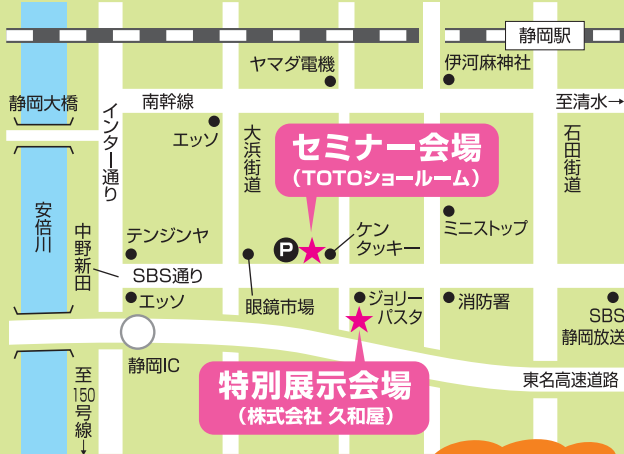 静岡駅
ヤマダ電機
伊河麻神社
静岡大橋
南幹線
至清水→
インター通り
エッソ
大浜街道
セミナー会場
（TOTOショールーム）
石田街道
安倍川
中野新田
テンジンヤ
P
ケン
タッキー
ミニストップ
SBS通り
エッソ
眼鏡市場
ジョリー
パスタ
消防署
SBS
静岡放送
静岡IC
特別展示会場
（株式会社 久和屋）
東名高速道路
至150号線→